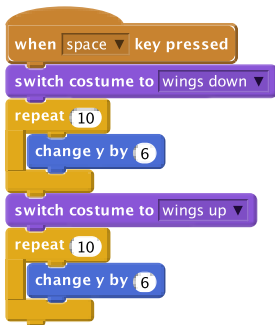 when space ▼ key pressed
switch costume to wings down ▼
repeat 10
change y by 6
switch costume to wings up ▼
repeat 10
change y by 6